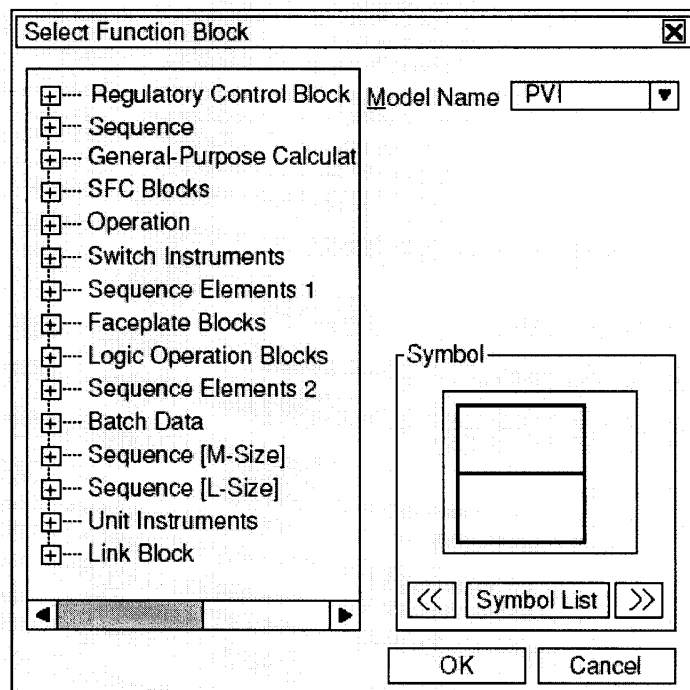 Select Function Block
Regulatory Control Block
Sequence
General-Purpose Calculat
SFC Blocks
Operation
Switch Instruments
Sequence Elements 1
Faceplate Blocks
Logic Operation Blocks
Sequence Elements 2
Batch Data
Sequence [M-Size]
Sequence [L-Size]
Unit Instruments
Link Block
Model Name PVI
Symbol
<< Symbol List >>
OK Cancel